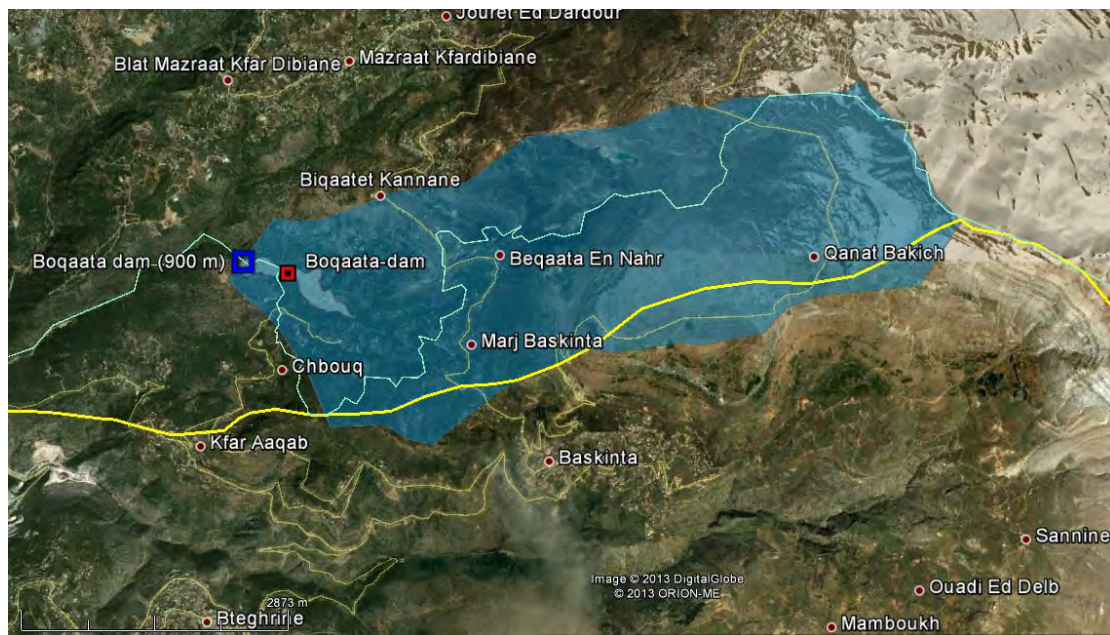 Jouret Ed Dardour
Mazraat Kfardibiane
Blat Mazraat Kfar Dibiane
Biqaatet Kannane
Boqaata dam (900 m)
Boqaata-dam
Beqaata En Nahr
Qanat Bakich
Marj Baskinta
Chbouq
Kfar Aaqab
Baskinta
Sannine
Image © 2013 DigitalGlobe
© 2013 ORION-ME
Ouadi Ed Delb
2873 m
Bteghrine
Mamboukh